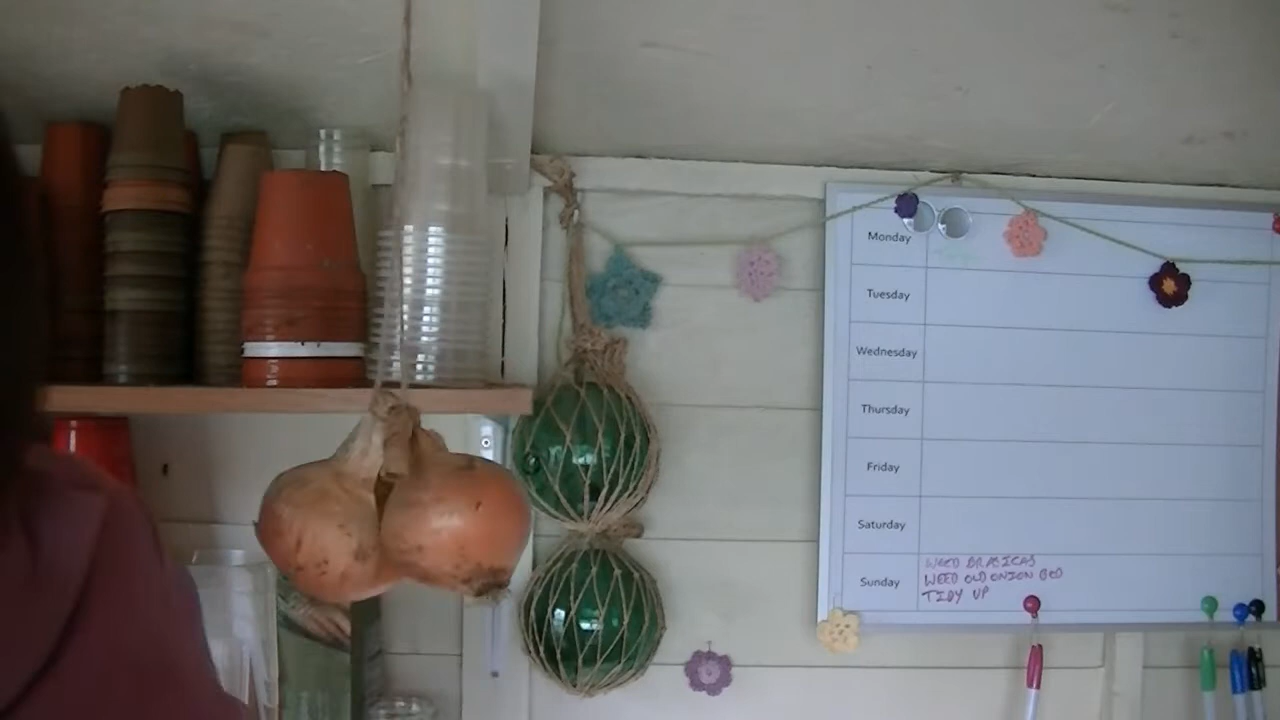 Monday
Tuesday
Wednesday
Thursday
Friday
Saturday
Sunday
WEED BRASICAS
WEED OLD ONION BED
TIDY UP